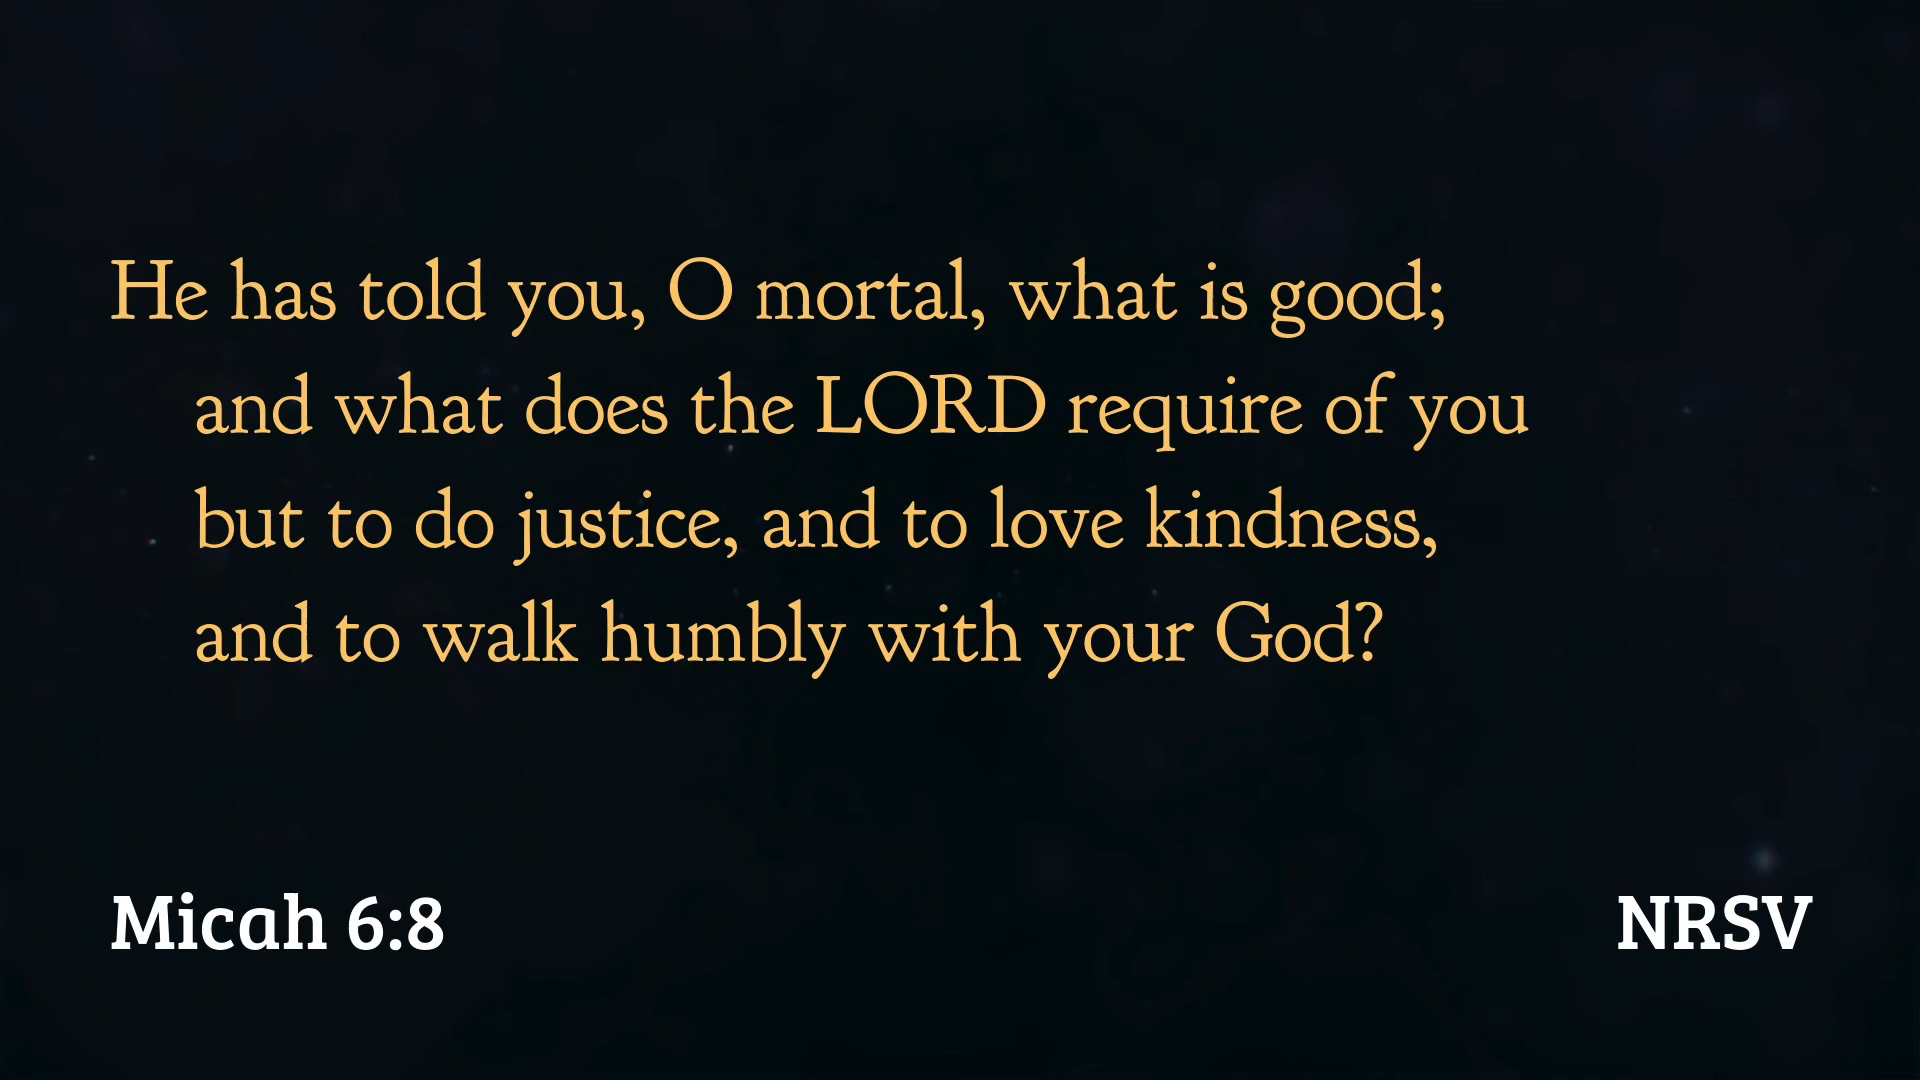 He has told you, O mortal, what is good;
and what does the LORD require of you
but to do justice, and to love kindness,
and to walk humbly with your God?
Micah 6:8
NRSV